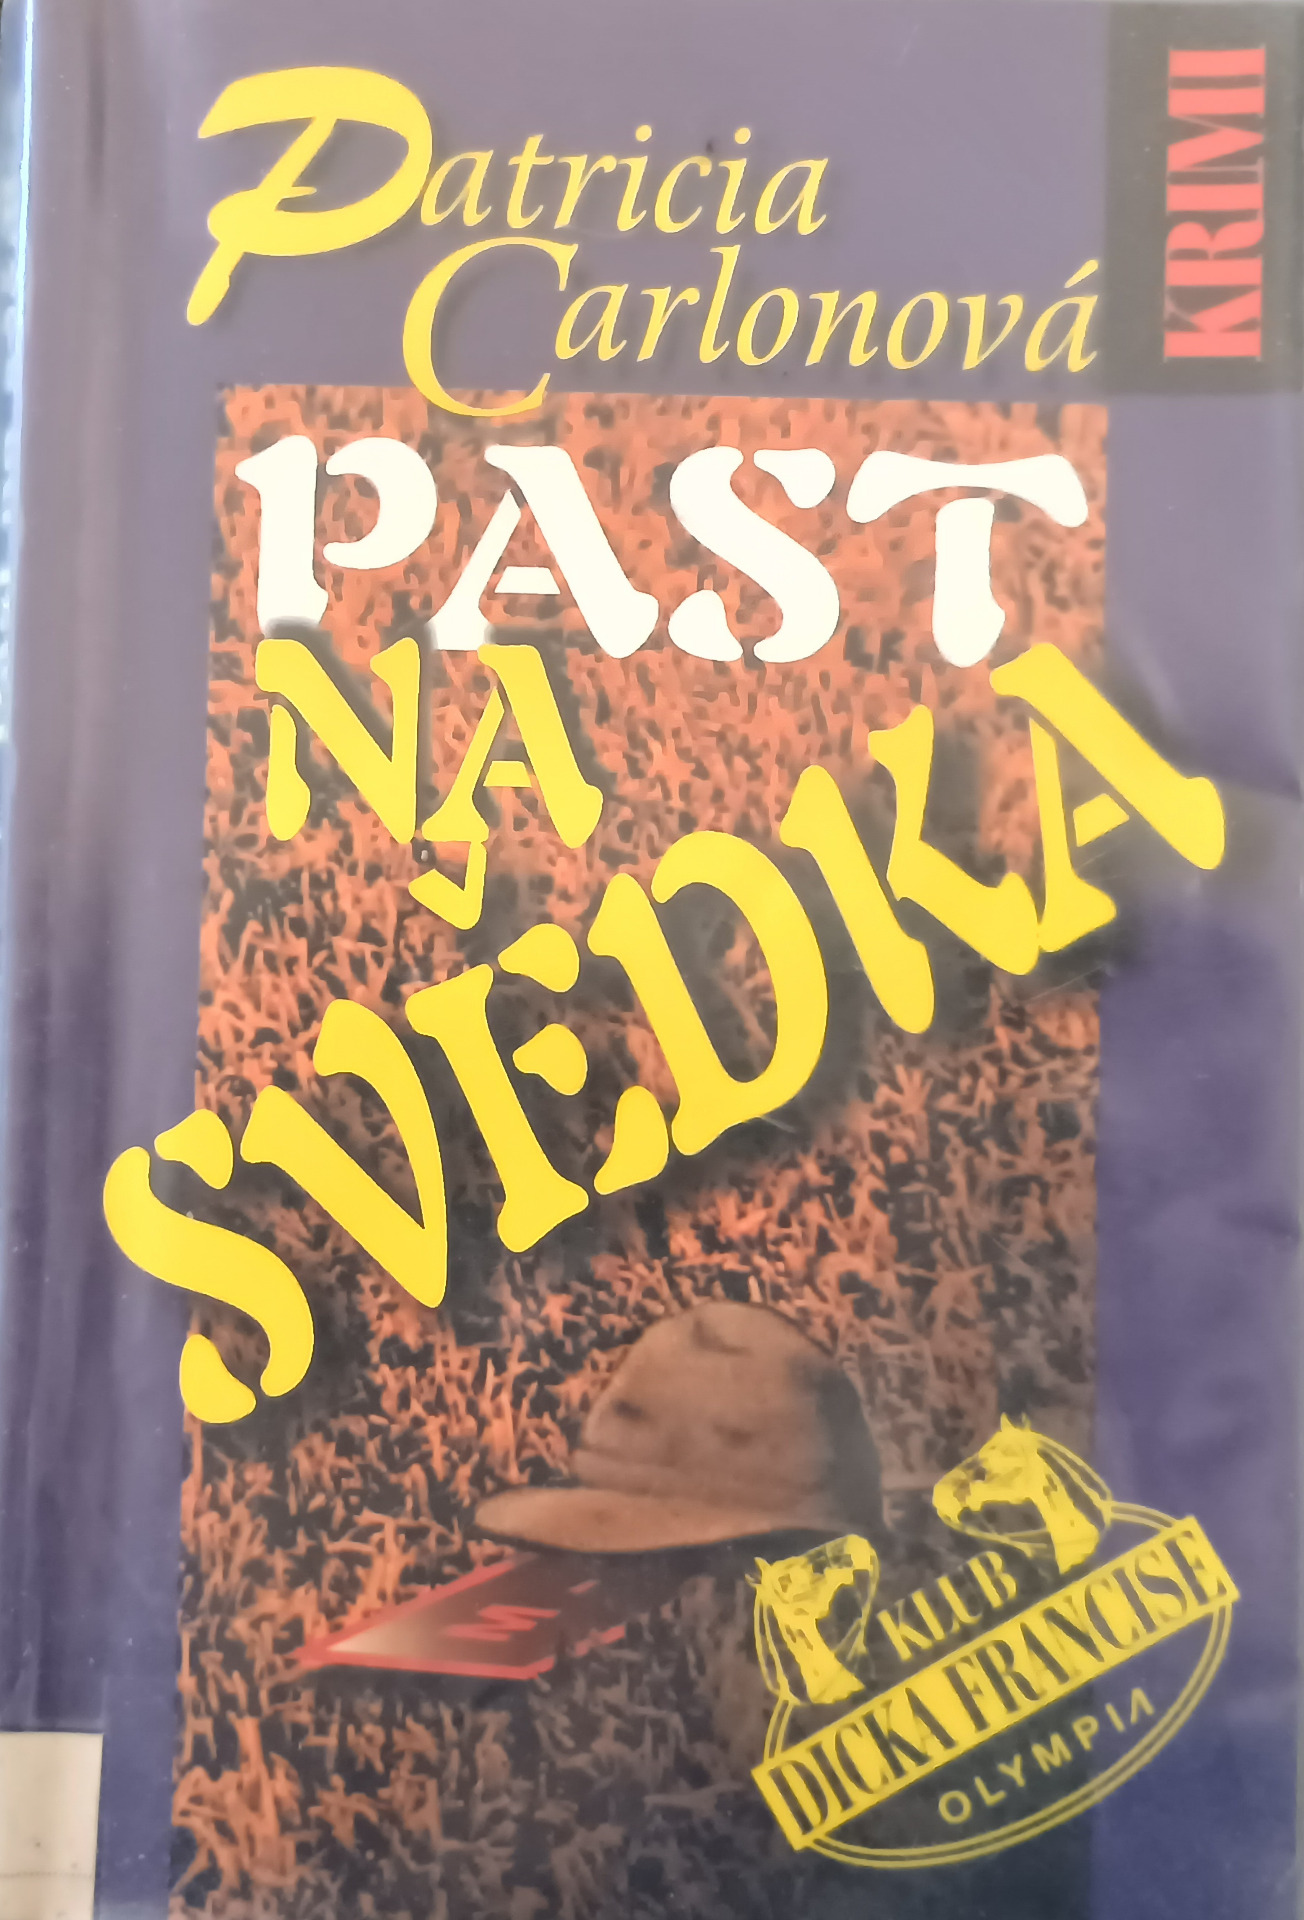 Patricia
Carlonová
KRIMI
PAST
NA
SVĚDKA
M
KLUB
DICKA FRANCISE
OLYMPIA